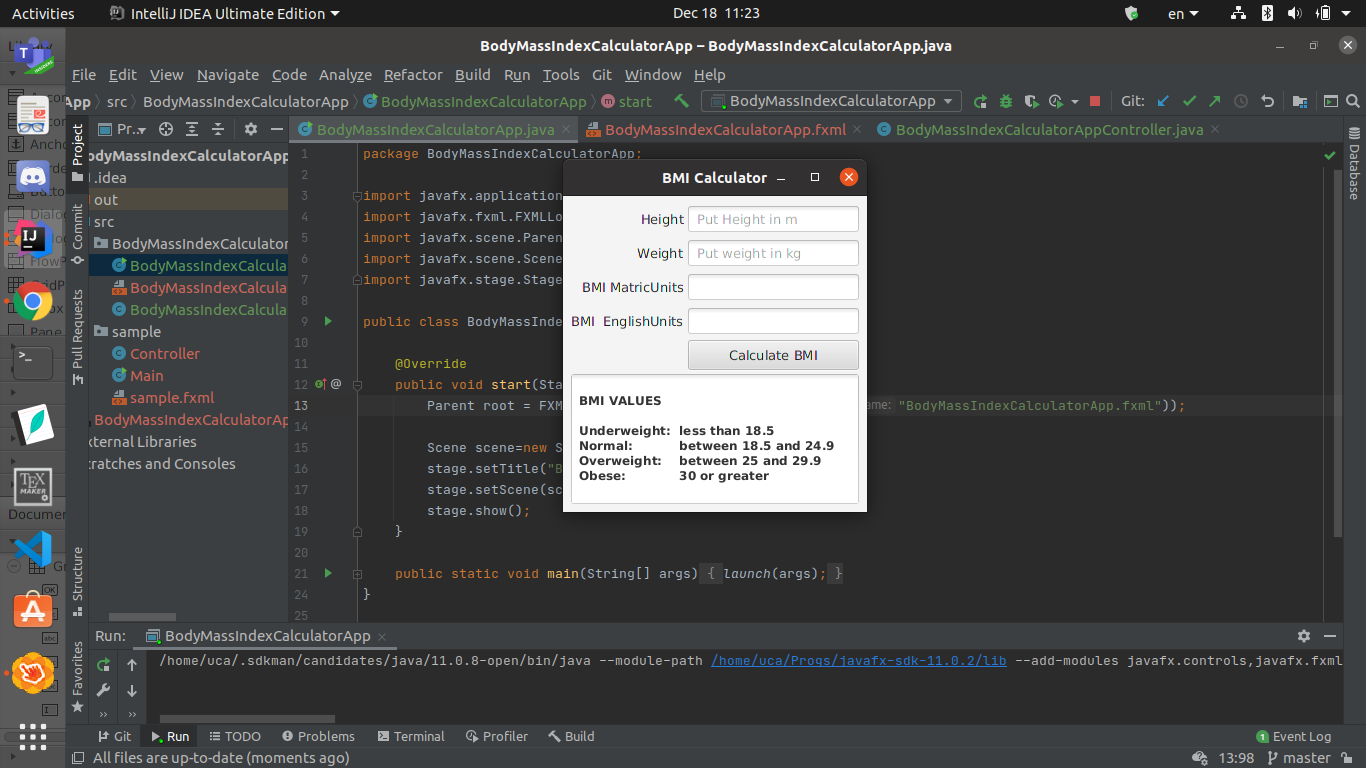 Activities IntelliJ IDEA Ultimate Edition Dec 18 11:23 en
BodyMassIndexCalculatorApp – BodyMassIndexCalculatorApp.java
File Edit View Navigate Code Analyze Refactor Build Run Tools Git Window Help
App src BodyMassIndexCalculatorApp BodyMassIndexCalculatorApp start BodyMassIndexCalculatorApp Git:
Pr... BodyMassIndexCalculatorApp.java BodyMassIndexCalculatorApp.fxml BodyMassIndexCalculatorAppController.java
Project
Commit
Pull Requests
Structure
Favorites
Database
odyMassIndexCalculatorApp
.idea
out
src
BodyMassIndexCalculator
BodyMassIndexCalcula
BodyMassIndexCalcula
BodyMassIndexCalcula
sample
Controller
Main
sample.fxml
BodyMassIndexCalculatorApp
xternal Libraries
cratches and Consoles
1 package BodyMassIndexCalculatorApp;
2
3 import javafx.application
4 import javafx.fxml.FXMLLo
5 import javafx.scene.Paren
6 import javafx.scene.Scene
7 import javafx.stage.Stage
8
9 public class BodyMassInde
10
11 @Override
12 public void start(Sta
13 Parent root = FXM ame: "BodyMassIndexCalculatorApp.fxml"));
14
15 Scene scene=new S
16 stage.setTitle("B
17 stage.setScene(sc
18 stage.show();
19 }
20
21 public static void main(String[] args) { launch(args); }
24 }
25
BMI Calculator
Height Put Height in m
Weight Put weight in kg
BMI MatricUnits
BMI EnglishUnits
Calculate BMI
BMI VALUES
Underweight: less than 18.5
Normal: between 18.5 and 24.9
Overweight: between 25 and 29.9
Obese: 30 or greater
Run: BodyMassIndexCalculatorApp
/home/uca/.sdkman/candidates/java/11.0.8-open/bin/java --module-path /home/uca/Progs/javafx-sdk-11.0.2/lib --add-modules javafx.controls,javafx.fxml
Git Run TODO Problems Terminal Profiler Build 1 Event Log
All files are up-to-date (moments ago) 13:98 master